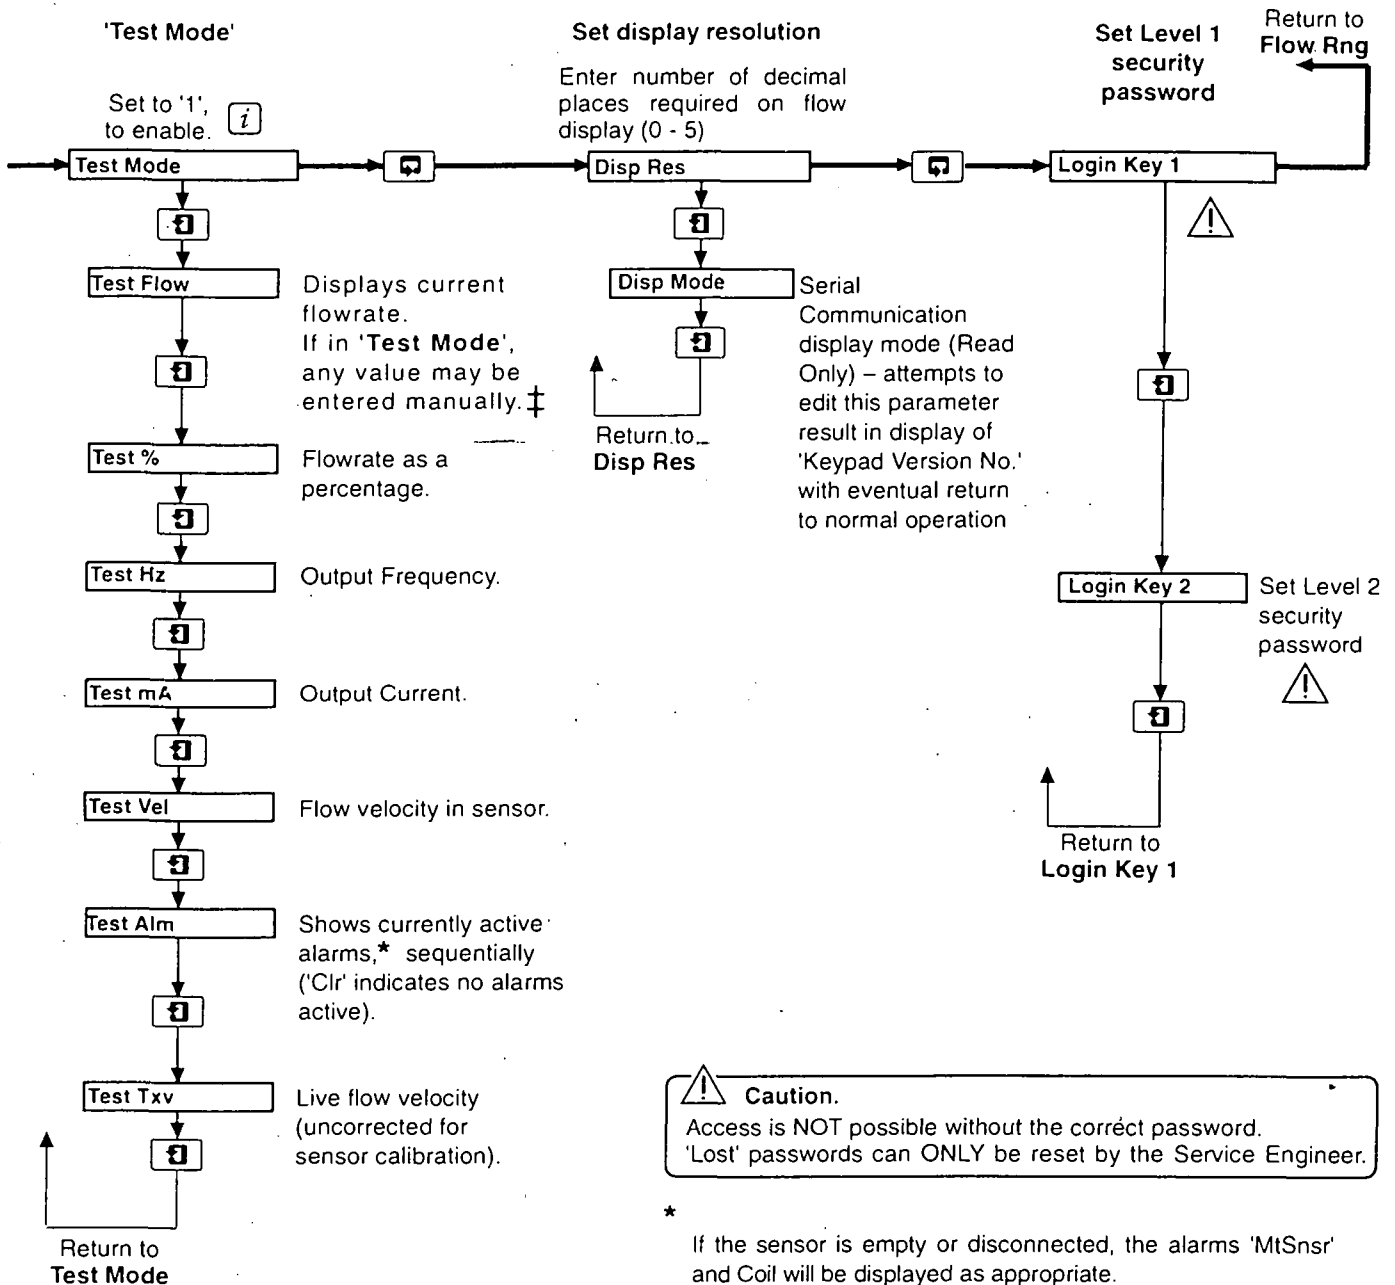 'Test Mode'
Set to '1',
to enable. i
Test Mode
Test Flow
Displays current
flowrate.
If in 'Test Mode',
any value may be
entered manually.‡
Test %
Flowrate as a
percentage.
Test Hz
Output Frequency.
Test mA
Output Current.
Test Vel
Flow velocity in sensor.
Test Alm
Shows currently active
alarms,* sequentially
('Clr' indicates no alarms
active).
Test Txv
Live flow velocity
(uncorrected for
sensor calibration).
Return to
Test Mode
Set display resolution
Enter number of decimal
places required on flow
display (0 - 5)
Disp Res
Disp Mode
Serial
Communication
display mode (Read
Only) – attempts to
edit this parameter
result in display of
'Keypad Version No.'
with eventual return
to normal operation
Return to
Disp Res
Set Level 1
security
password
Return to
Flow Rng
Login Key 1
Login Key 2
Set Level 2
security
password
Return to
Login Key 1
Caution.
Access is NOT possible without the correct password.
'Lost' passwords can ONLY be reset by the Service Engineer.
*
If the sensor is empty or disconnected, the alarms 'MtSnsr'
and Coil will be displayed as appropriate.